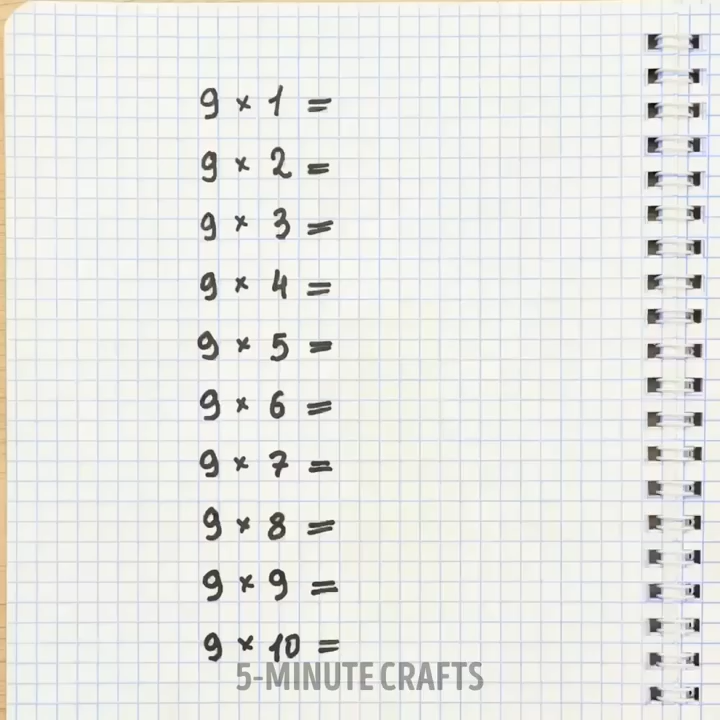 9 × 1 =
9 × 2 =
9 × 3 =
9 × 4 =
9 × 5 =
9 × 6 =
9 × 7 =
9 × 8 =
9 × 9 =
9 × 10 =
5-MINUTE CRAFTS